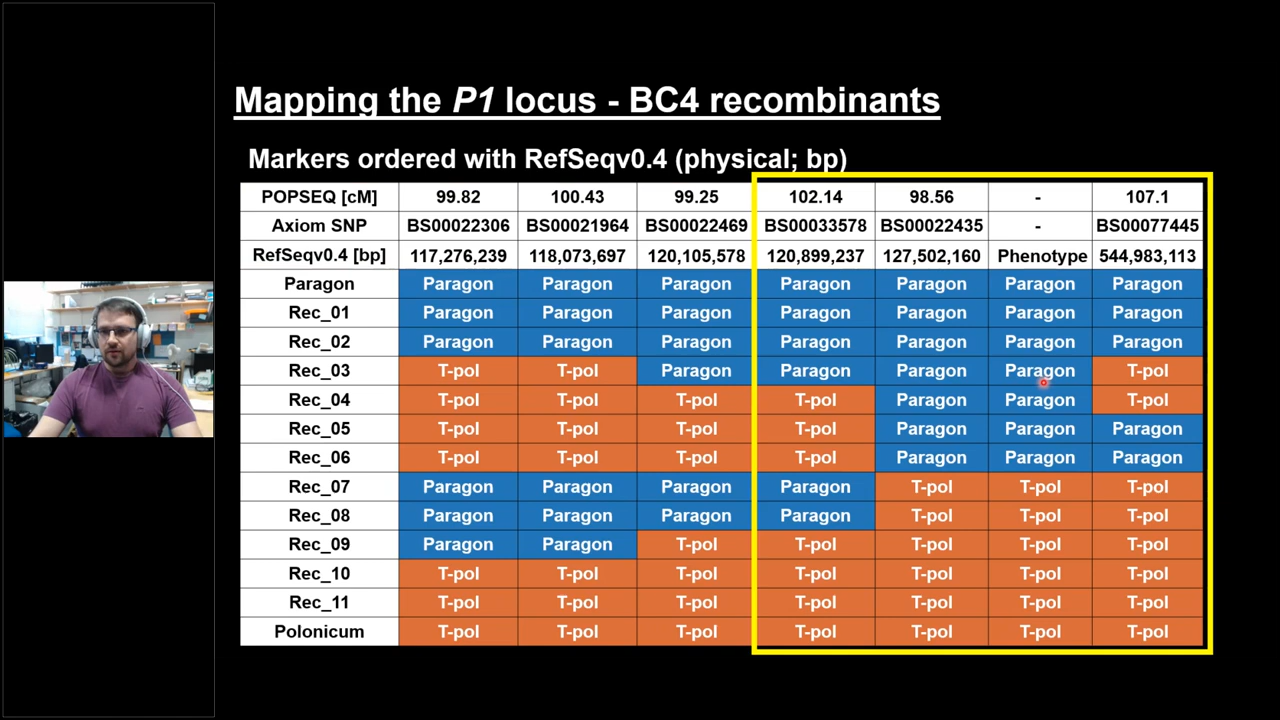 Mapping the P1 locus - BC4 recombinants
Markers ordered with RefSeqv0.4 (physical; bp)
POPSEQ [cM] 99.82 100.43 99.25 102.14 98.56 - 107.1
Axiom SNP BS00022306 BS00021964 BS00022469 BS00033578 BS00022435 - BS00077445
RefSeqv0.4 [bp] 117,276,239 118,073,697 120,105,578 120,899,237 127,502,160 Phenotype 544,983,113
Paragon Paragon Paragon Paragon Paragon Paragon Paragon Paragon
Rec_01 Paragon Paragon Paragon Paragon Paragon Paragon Paragon
Rec_02 Paragon Paragon Paragon Paragon Paragon Paragon Paragon
Rec_03 T-pol T-pol Paragon Paragon Paragon Paragon T-pol
Rec_04 T-pol T-pol T-pol T-pol Paragon Paragon T-pol
Rec_05 T-pol T-pol T-pol T-pol Paragon Paragon Paragon
Rec_06 T-pol T-pol T-pol T-pol Paragon Paragon Paragon
Rec_07 Paragon Paragon Paragon Paragon T-pol T-pol T-pol
Rec_08 Paragon Paragon Paragon Paragon T-pol T-pol T-pol
Rec_09 Paragon Paragon T-pol T-pol T-pol T-pol T-pol
Rec_10 T-pol T-pol T-pol T-pol T-pol T-pol T-pol
Rec_11 T-pol T-pol T-pol T-pol T-pol T-pol T-pol
Polonicum T-pol T-pol T-pol T-pol T-pol T-pol T-pol